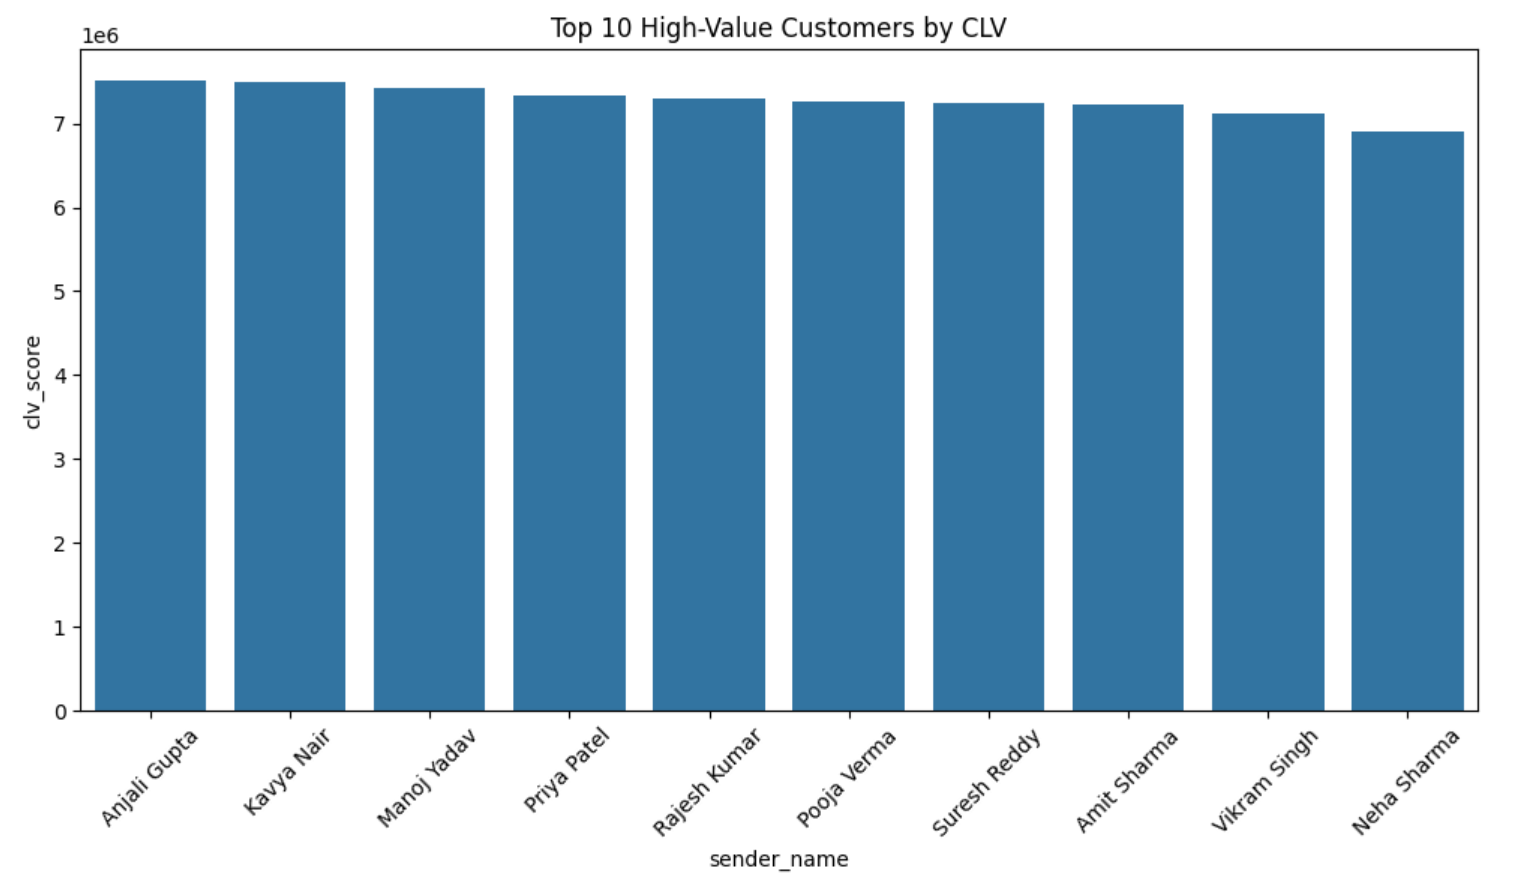 Top 10 High-Value Customers by CLV
1e6
7
6
5
4
3
2
1
0
clv_score
Anjali Gupta
Kavya Nair
Manoj Yadav
Priya Patel
Rajesh Kumar
Pooja Verma
Suresh Reddy
Amit Sharma
Vikram Singh
Neha Sharma
sender_name